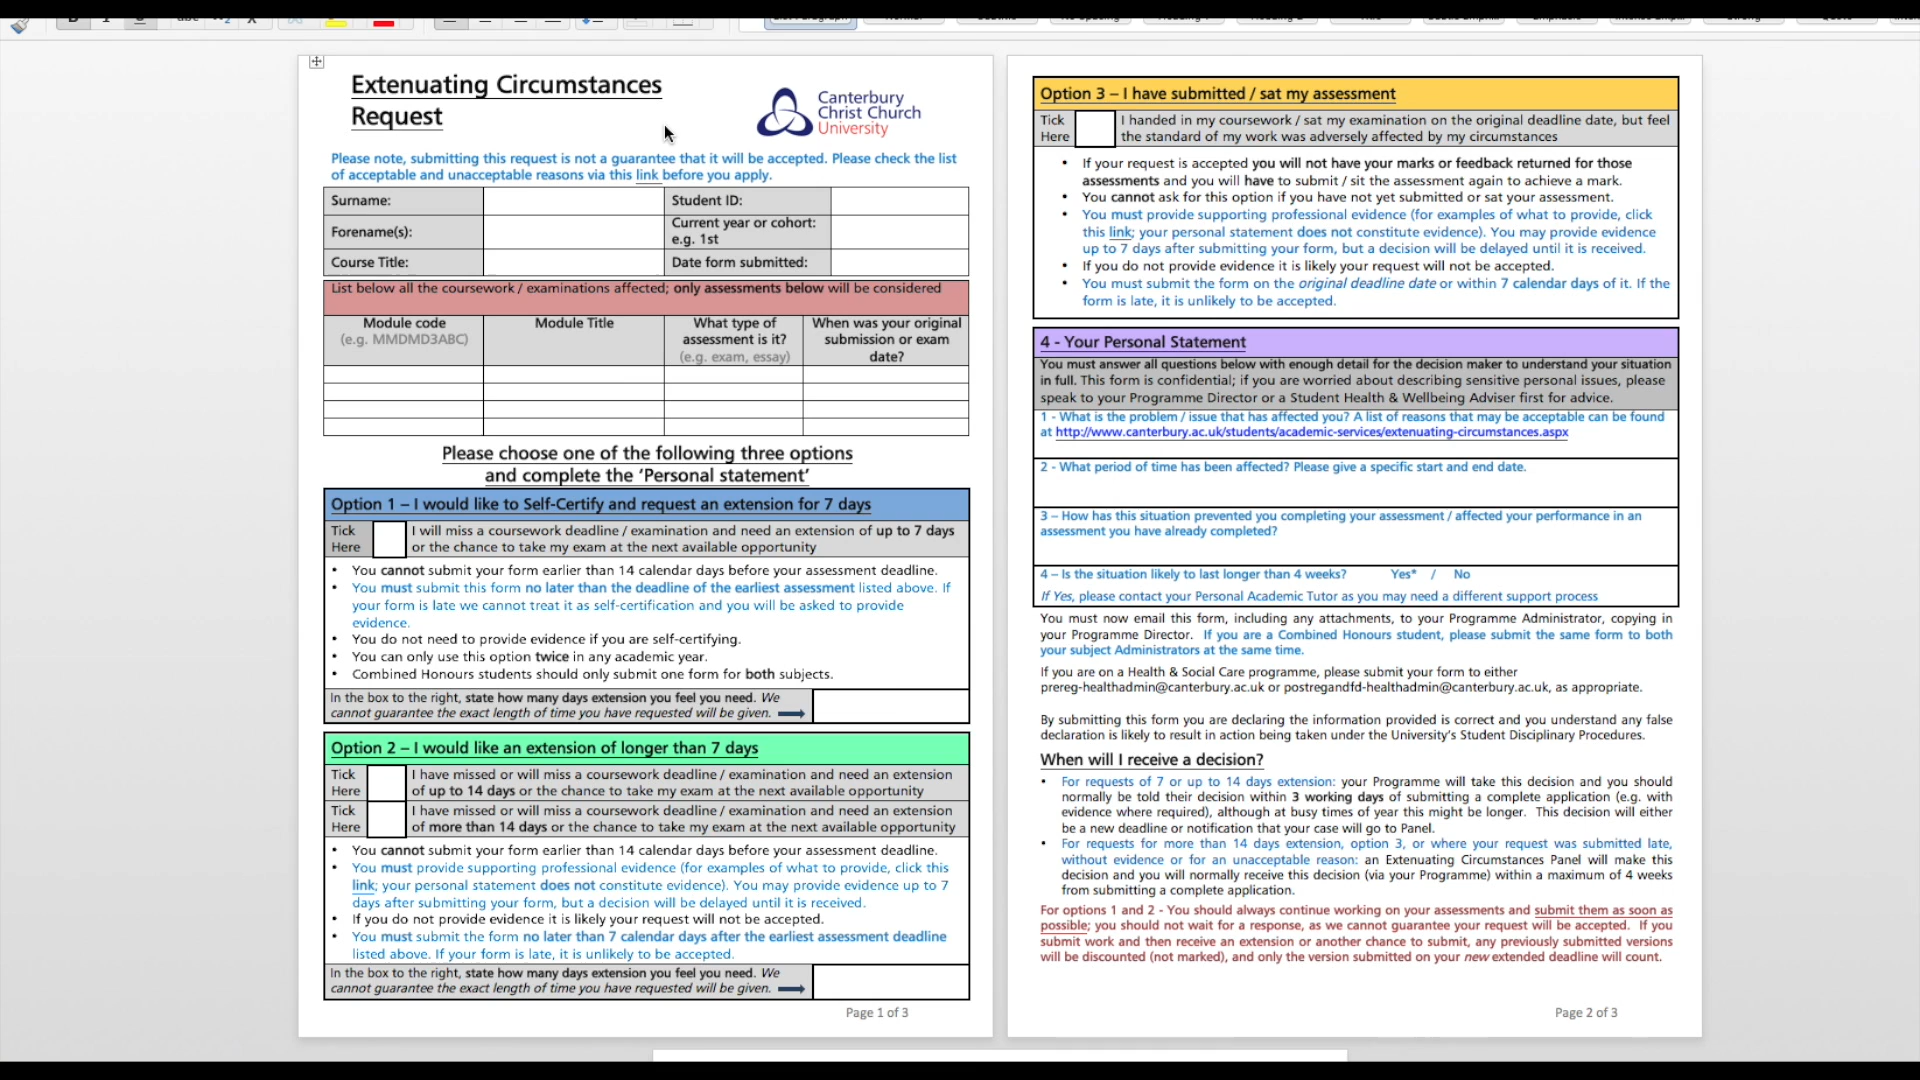 Extenuating Circumstances
Request
Canterbury
Christ Church
University
Please note, submitting this request is not a guarantee that it will be accepted. Please check the list
of acceptable and unacceptable reasons via this link before you apply.
Surname:
Student ID:
Forename(s):
Current year or cohort:
e.g. 1st
Course Title:
Date form submitted:
List below all the coursework / examinations affected; only assessments below will be considered
Module code
(e.g. MMDMD3ABC)
Module Title
What type of
assessment is it?
(e.g. exam, essay)
When was your original
submission or exam
date?
Please choose one of the following three options
and complete the ‘Personal statement’
Option 1 – I would like to Self-Certify and request an extension for 7 days
Tick
Here
I will miss a coursework deadline / examination and need an extension of up to 7 days
or the chance to take my exam at the next available opportunity
• You cannot submit your form earlier than 14 calendar days before your assessment deadline.
• You must submit this form no later than the deadline of the earliest assessment listed above. If
your form is late we cannot treat it as self-certification and you will be asked to provide
evidence.
• You do not need to provide evidence if you are self-certifying.
• You can only use this option twice in any academic year.
• Combined Honours students should only submit one form for both subjects.
In the box to the right, state how many days extension you feel you need. We
cannot guarantee the exact length of time you have requested will be given.
Option 2 – I would like an extension of longer than 7 days
Tick
Here
I have missed or will miss a coursework deadline / examination and need an extension
of up to 14 days or the chance to take my exam at the next available opportunity
Tick
Here
I have missed or will miss a coursework deadline / examination and need an extension
of more than 14 days or the chance to take my exam at the next available opportunity
• You cannot submit your form earlier than 14 calendar days before your assessment deadline.
• You must provide supporting professional evidence (for examples of what to provide, click this
link; your personal statement does not constitute evidence). You may provide evidence up to 7
days after submitting your form, but a decision will be delayed until it is received.
• If you do not provide evidence it is likely your request will not be accepted.
• You must submit the form no later than 7 calendar days after the earliest assessment deadline
listed above. If your form is late, it is unlikely to be accepted.
In the box to the right, state how many days extension you feel you need. We
cannot guarantee the exact length of time you have requested will be given.
Page 1 of 3
Option 3 – I have submitted / sat my assessment
Tick
Here
I handed in my coursework / sat my examination on the original deadline date, but feel
the standard of my work was adversely affected by my circumstances
• If your request is accepted you will not have your marks or feedback returned for those
assessments and you will have to submit / sit the assessment again to achieve a mark.
• You cannot ask for this option if you have not yet submitted or sat your assessment.
• You must provide supporting professional evidence (for examples of what to provide, click
this link; your personal statement does not constitute evidence). You may provide evidence
up to 7 days after submitting your form, but a decision will be delayed until it is received.
• If you do not provide evidence it is likely your request will not be accepted.
• You must submit the form on the original deadline date or within 7 calendar days of it. If the
form is late, it is unlikely to be accepted.
4 - Your Personal Statement
You must answer all questions below with enough detail for the decision maker to understand your situation
in full. This form is confidential; if you are worried about describing sensitive personal issues, please
speak to your Programme Director or a Student Health & Wellbeing Adviser first for advice.
1 - What is the problem / issue that has affected you? A list of reasons that may be acceptable can be found
at http://www.canterbury.ac.uk/students/academic-services/extenuating-circumstances.aspx
2 - What period of time has been affected? Please give a specific start and end date.
3 – How has this situation prevented you completing your assessment / affected your performance in an
assessment you have already completed?
4 – Is the situation likely to last longer than 4 weeks? Yes* / No
If Yes, please contact your Personal Academic Tutor as you may need a different support process
You must now email this form, including any attachments, to your Programme Administrator, copying in
your Programme Director. If you are a Combined Honours student, please submit the same form to both
your subject Administrators at the same time.
If you are on a Health & Social Care programme, please submit your form to either
prereg-healthadmin@canterbury.ac.uk or postregandfd-healthadmin@canterbury.ac.uk, as appropriate.
By submitting this form you are declaring the information provided is correct and you understand any false
declaration is likely to result in action being taken under the University’s Student Disciplinary Procedures.
When will I receive a decision?
• For requests of 7 or up to 14 days extension: your Programme will take this decision and you should
normally be told their decision within 3 working days of submitting a complete application (e.g. with
evidence where required), although at busy times of year this might be longer. This decision will either
be a new deadline or notification that your case will go to Panel.
• For requests for more than 14 days extension, option 3, or where your request was submitted late,
without evidence or for an unacceptable reason: an Extenuating Circumstances Panel will make this
decision and you will normally receive this decision (via your Programme) within a maximum of 4 weeks
from submitting a complete application.
For options 1 and 2 - You should always continue working on your assessments and submit them as soon as
possible; you should not wait for a response, as we cannot guarantee your request will be accepted. If you
submit work and then receive an extension or another chance to submit, any previously submitted versions
will be discounted (not marked), and only the version submitted on your new extended deadline will count.
Page 2 of 3